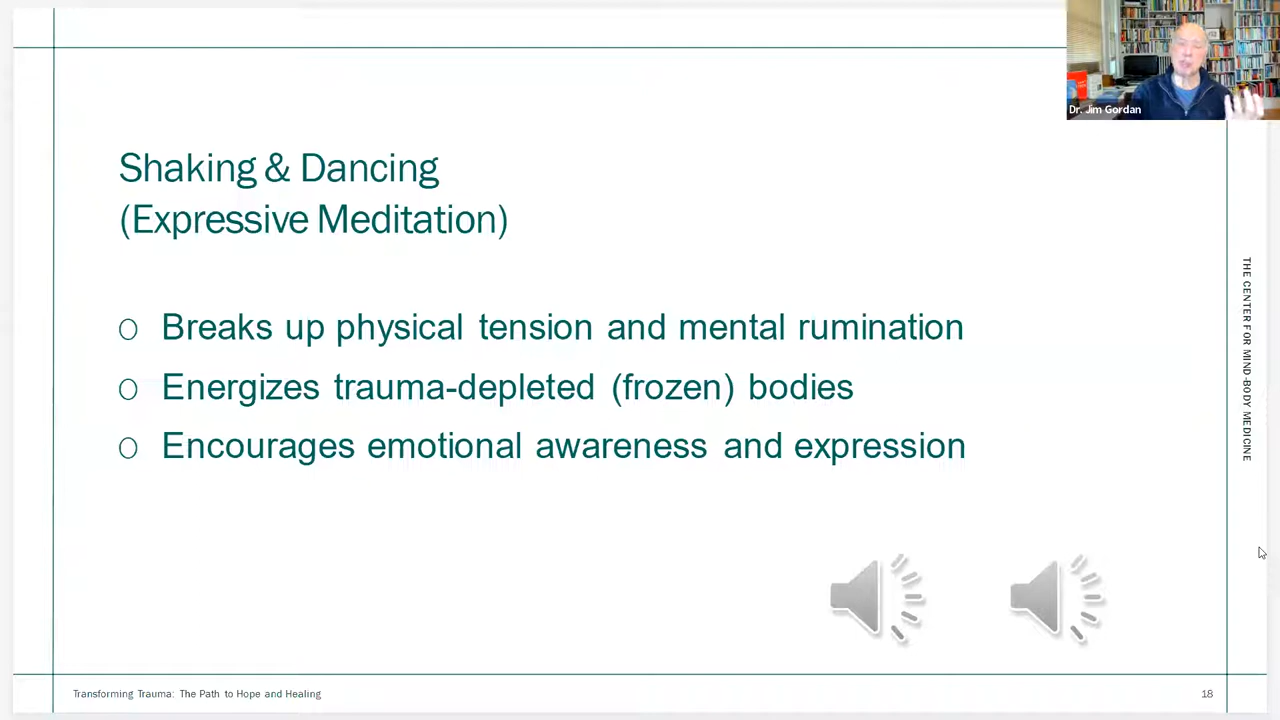 Dr. Jim Gordan
Shaking & Dancing
(Expressive Meditation)
Breaks up physical tension and mental rumination
Energizes trauma-depleted (frozen) bodies
Encourages emotional awareness and expression
THE CENTER FOR MIND-BODY MEDICINE
Transforming Trauma: The Path to Hope and Healing
18